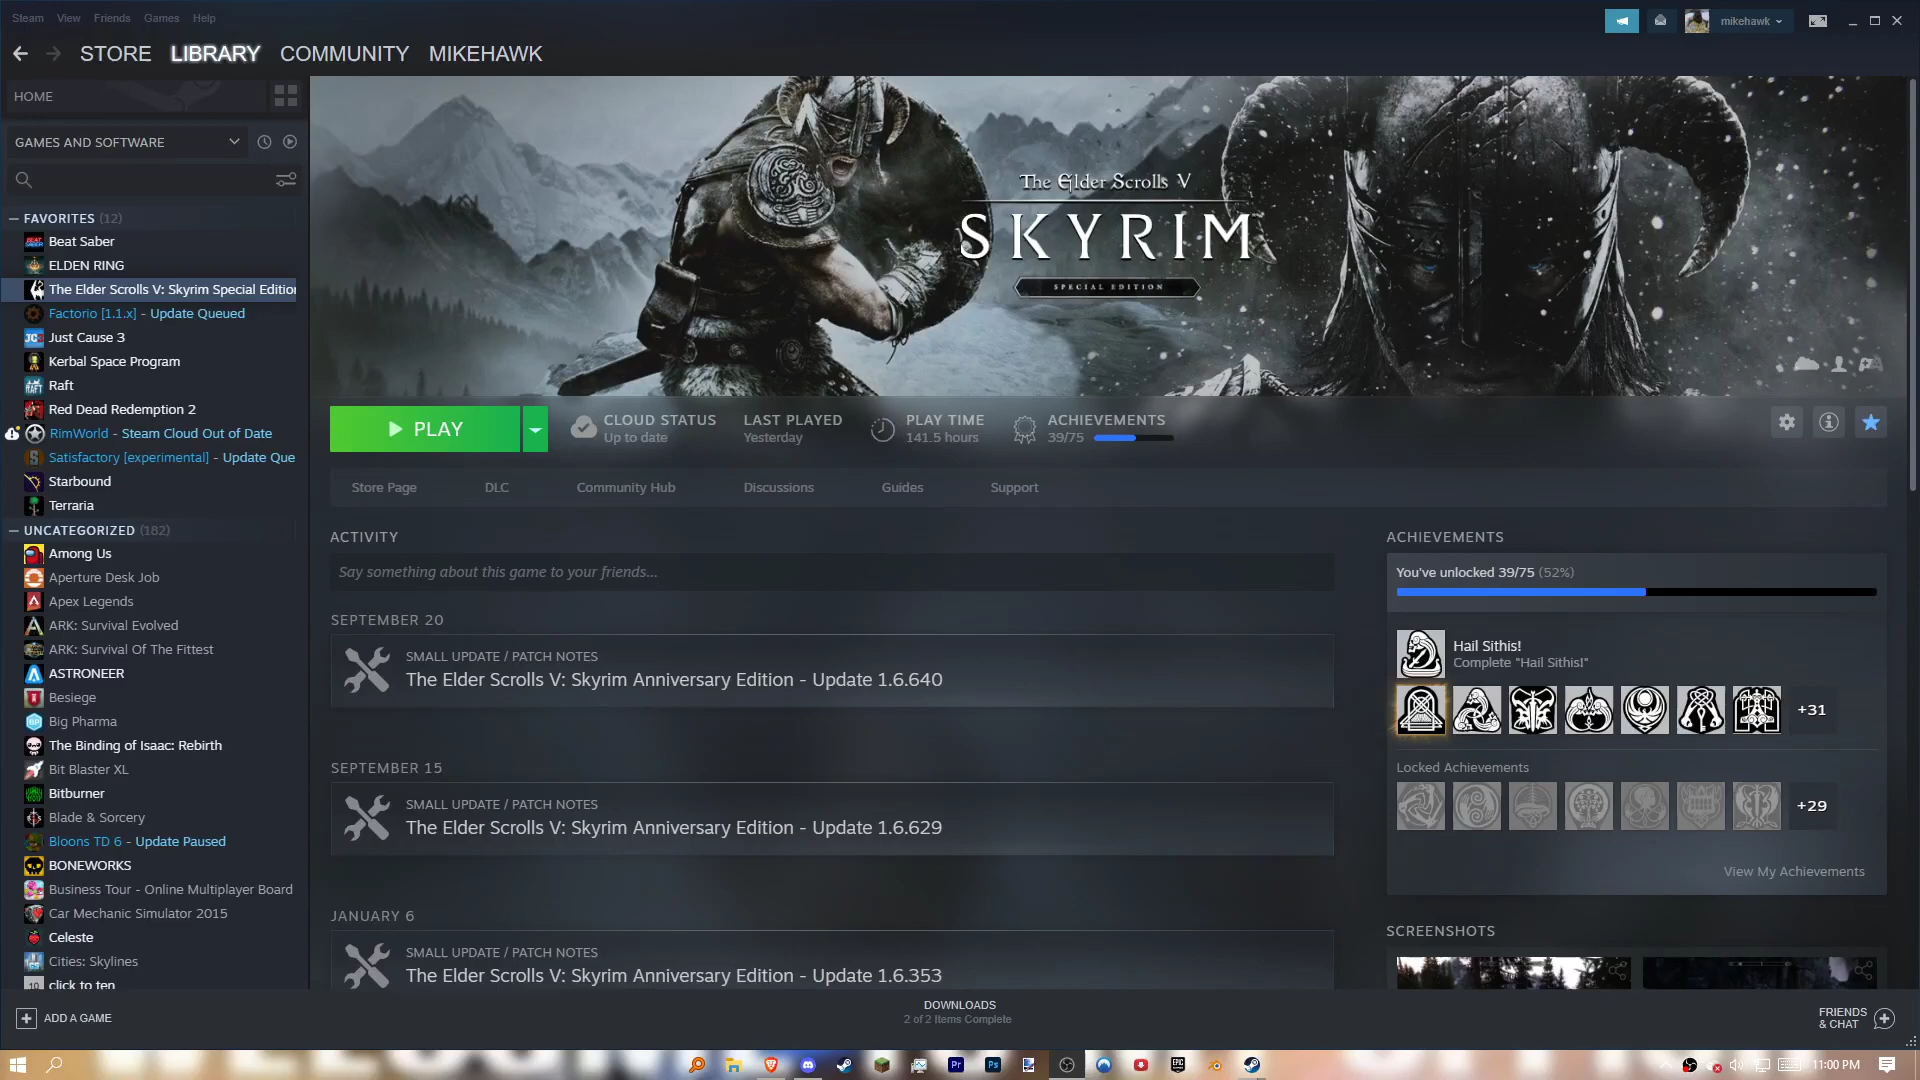 Steam View Friends Games Help
mikehawk
STORE LIBRARY COMMUNITY MIKEHAWK
HOME
GAMES AND SOFTWARE
FAVORITES (12)
Beat Saber
ELDEN RING
The Elder Scrolls V: Skyrim Special Edition
Factorio [1.1.x] - Update Queued
Just Cause 3
Kerbal Space Program
Raft
Red Dead Redemption 2
RimWorld - Steam Cloud Out of Date
Satisfactory [experimental] - Update Que
Starbound
Terraria
UNCATEGORIZED (182)
Among Us
Aperture Desk Job
Apex Legends
ARK: Survival Evolved
ARK: Survival Of The Fittest
ASTRONEER
Besiege
Big Pharma
The Binding of Isaac: Rebirth
Bit Blaster XL
Bitburner
Blade & Sorcery
Bloons TD 6 - Update Paused
BONEWORKS
Business Tour - Online Multiplayer Board
Car Mechanic Simulator 2015
Celeste
Cities: Skylines
click to ten
ADD A GAME
The Elder Scrolls V
SKYRIM
SPECIAL EDITION
PLAY
CLOUD STATUS
Up to date
LAST PLAYED
Yesterday
PLAY TIME
141.5 hours
ACHIEVEMENTS
39/75
Store Page DLC Community Hub Discussions Guides Support
ACTIVITY
Say something about this game to your friends...
SEPTEMBER 20
SMALL UPDATE / PATCH NOTES
The Elder Scrolls V: Skyrim Anniversary Edition - Update 1.6.640
SEPTEMBER 15
SMALL UPDATE / PATCH NOTES
The Elder Scrolls V: Skyrim Anniversary Edition - Update 1.6.629
JANUARY 6
SMALL UPDATE / PATCH NOTES
The Elder Scrolls V: Skyrim Anniversary Edition - Update 1.6.353
ACHIEVEMENTS
You've unlocked 39/75 (52%)
Hail Sithis!
Complete "Hail Sithis!"
+31
Locked Achievements
+29
View My Achievements
SCREENSHOTS
DOWNLOADS
2 of 2 Items Complete
FRIENDS
& CHAT
11:00 PM